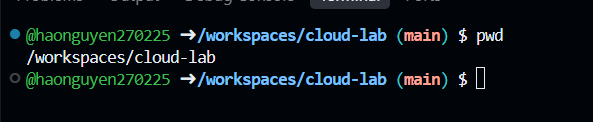 @haonguyen270225 ➜/workspaces/cloud-lab (main) $ pwd
/workspaces/cloud-lab
@haonguyen270225 ➜/workspaces/cloud-lab (main) $